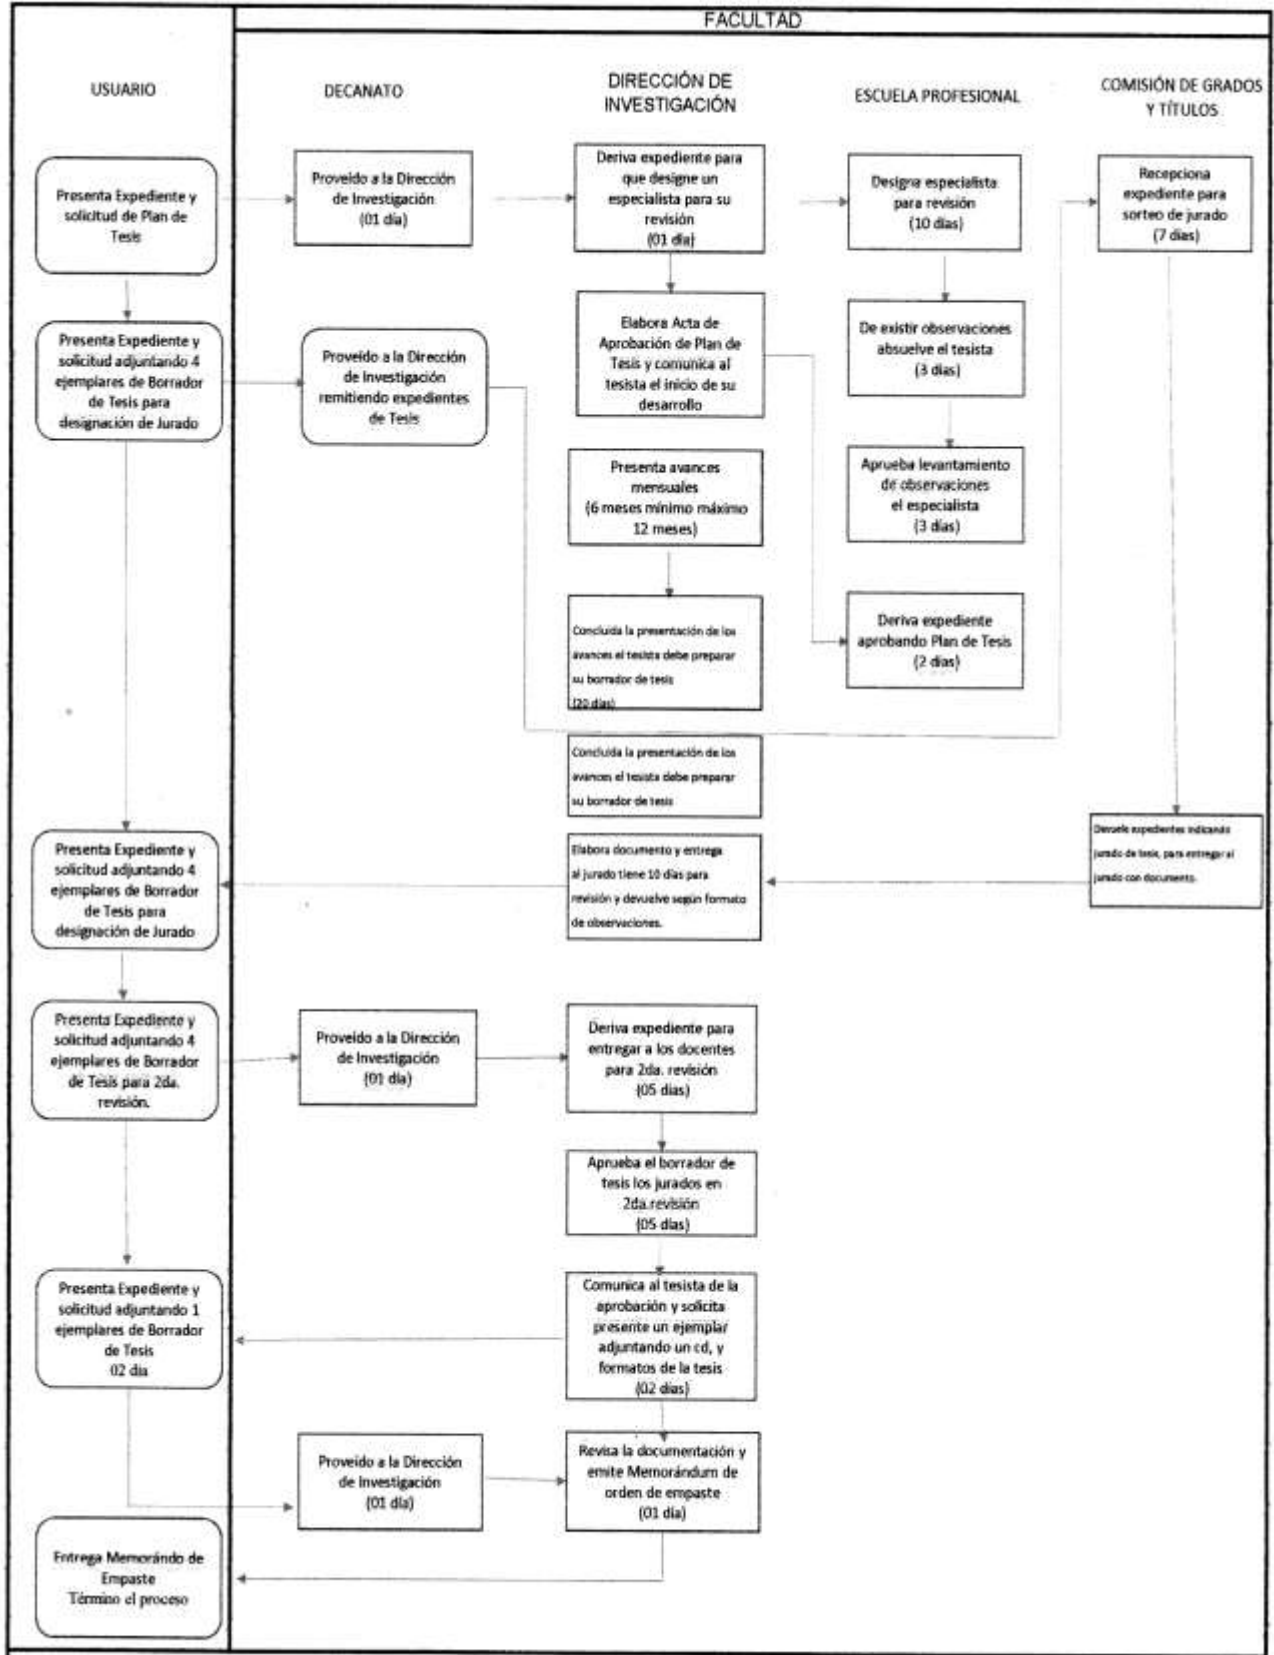 FACULTAD
USUARIO
DECANATO
DIRECCIÓN DE
INVESTIGACIÓN
ESCUELA PROFESIONAL
COMISIÓN DE GRADOS
Y TÍTULOS
Presenta Expediente y
solicitud de Plan de
Tesis
Proveído a la Dirección
de Investigación
(01 día)
Deriva expediente para
que designe un
especialista para su
revisión
(01 día)
Designa especialista
para revisión
(10 días)
Recepciona
expediente para
sorteo de jurado
(7 días)
Presenta Expediente y
solicitud adjuntando 4
ejemplares de Borrador
de Tesis para
designación de Jurado
Proveído a la Dirección
de Investigación
remitiendo expedientes
de Tesis
Elabora Acta de
Aprobación de Plan de
Tesis y comunica al
tesista el inicio de su
desarrollo
De existir observaciones
absuelve el tesista
(3 días)
Presenta avances
mensuales
(6 meses mínimo máximo
12 meses)
Aprueba levantamiento
de observaciones
el especialista
(3 días)
Concluida la presentación de los
avances el tesista debe preparar
su borrador de tesis
(20 días)
Deriva expediente
aprobando Plan de Tesis
(2 días)
Concluida la presentación de los
avances el tesista debe preparar
su borrador de tesis
Presenta Expediente y
solicitud adjuntando 4
ejemplares de Borrador
de Tesis para
designación de Jurado
Elabora documento y entrega
al jurado tiene 10 días para
revisión y devuelve según formato
de observaciones.
Devuele expedientes indicando
jurado de tesis, para entregar al
jurado con documento.
Presenta Expediente y
solicitud adjuntando 4
ejemplares de Borrador
de Tesis para 2da.
revisión.
Proveído a la Dirección
de Investigación
(01 día)
Deriva expediente para
entregar a los docentes
para 2da. revisión
(05 días)
Aprueba el borrador de
tesis los jurados en
2da.revisión
(05 días)
Presenta Expediente y
solicitud adjuntando 1
ejemplares de Borrador
de Tesis
02 dia
Comunica al tesista de la
aprobación y solicita
presente un ejemplar
adjuntando un cd, y
formatos de la tesis
(02 días)
Proveído a la Dirección
de Investigación
(01 día)
Revisa la documentación y
emite Memorándum de
orden de empaste
(01 día)
Entrega Memorándo de
Empaste
Término el proceso